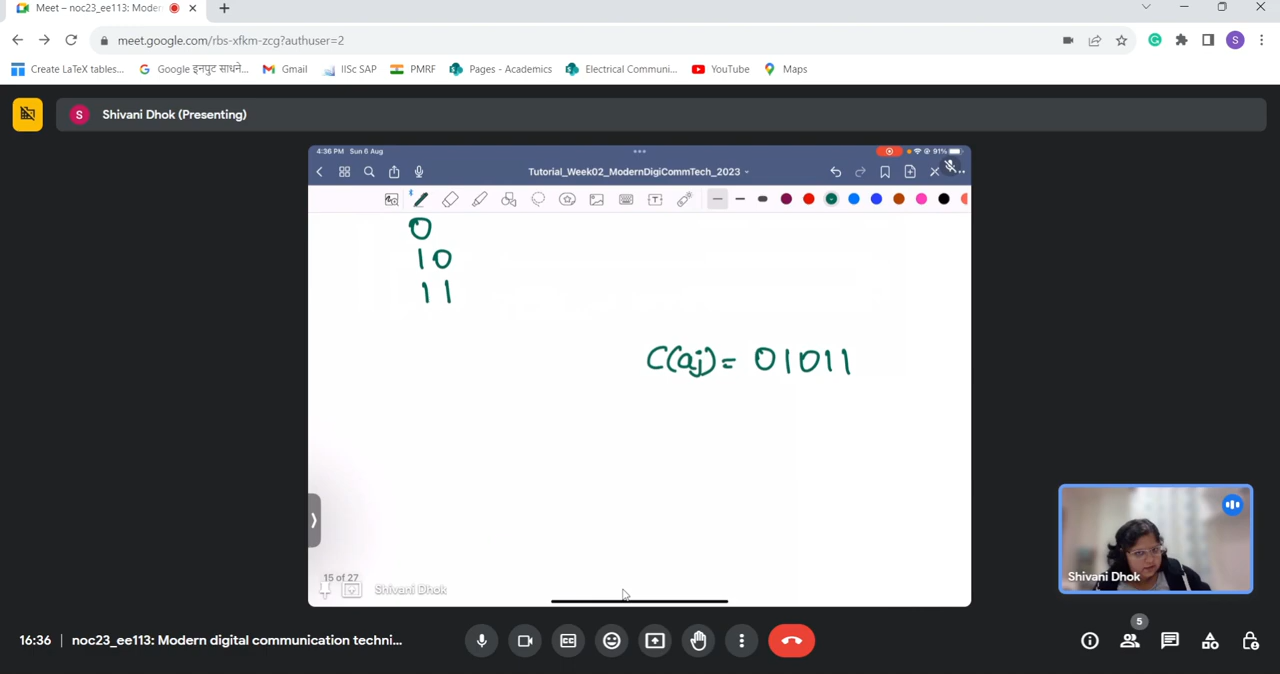 Meet – noc23_ee113: Modern
meet.google.com/rbs-xfkm-zcg?authuser=2
S
Create LaTeX tables...
Google इनपुट साधने...
Gmail
IISc SAP
PMRF
Pages - Academics
Electrical Communi...
YouTube
Maps
S Shivani Dhok (Presenting)
4:36 PM Sun 6 Aug
91%
Tutorial_Week02_ModernDigiCommTech_2023
0
10
11
C(aj) = 01011
15 of 27
Shivani Dhok
Shivani Dhok
16:36 | noc23_ee113: Modern digital communication techni...
5